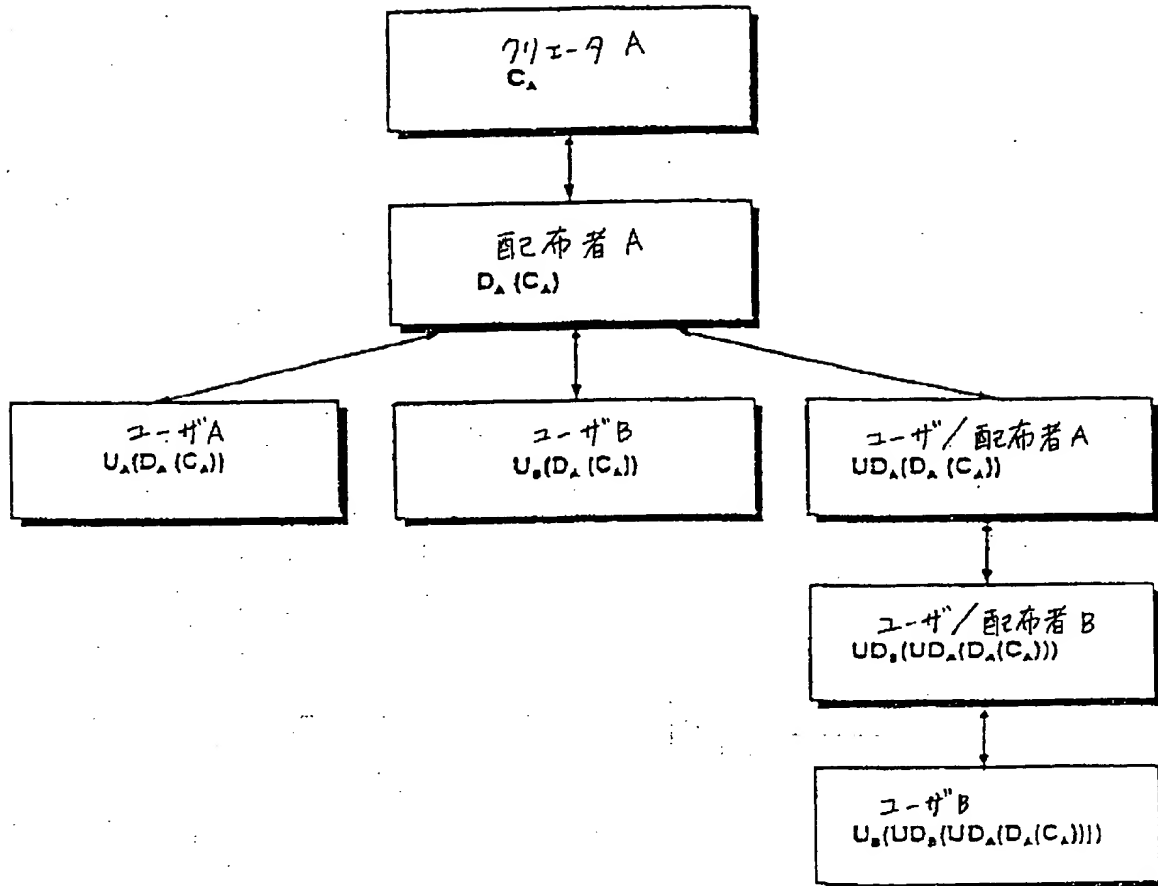 クリエータ A
C_A
配布者 A
D_A (C_A)
ユーザA
U_A(D_A (C_A))
ユーザB
U_B(D_A (C_A))
ユーザ/配布者A
UD_A(D_A (C_A))
ユーザ/配布者 B
UD_B(UD_A(D_A(C_A)))
ユーザB
U_B(UD_B(UD_A(D_A(C_A))))